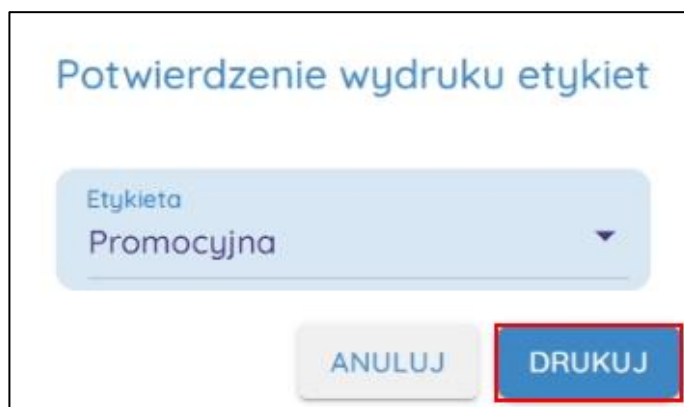 Potwierdzenie wydruku etykiet
Etykieta
Promocyjna
ANULUJ DRUKUJ